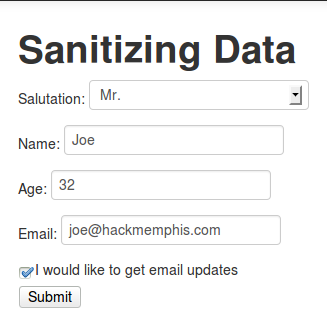 Sanitizing Data
Salutation: Mr.
Name: Joe
Age: 32
Email: joe@hackmemphis.com
I would like to get email updates
Submit